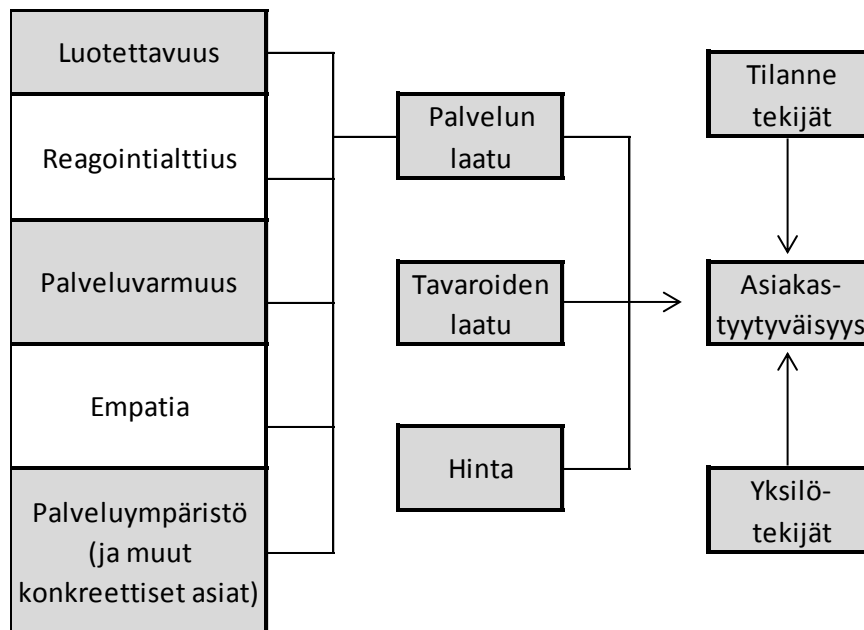 Luotettavuus
Reagointialttius
Palveluvarmuus
Empatia
Palveluympäristö
(ja muut
konkreettiset asiat)
Palvelun
laatu
Tavaroiden
laatu
Hinta
Tilanne
tekijät
Asiakas-
tyytyväisyys
Yksilö-
tekijät